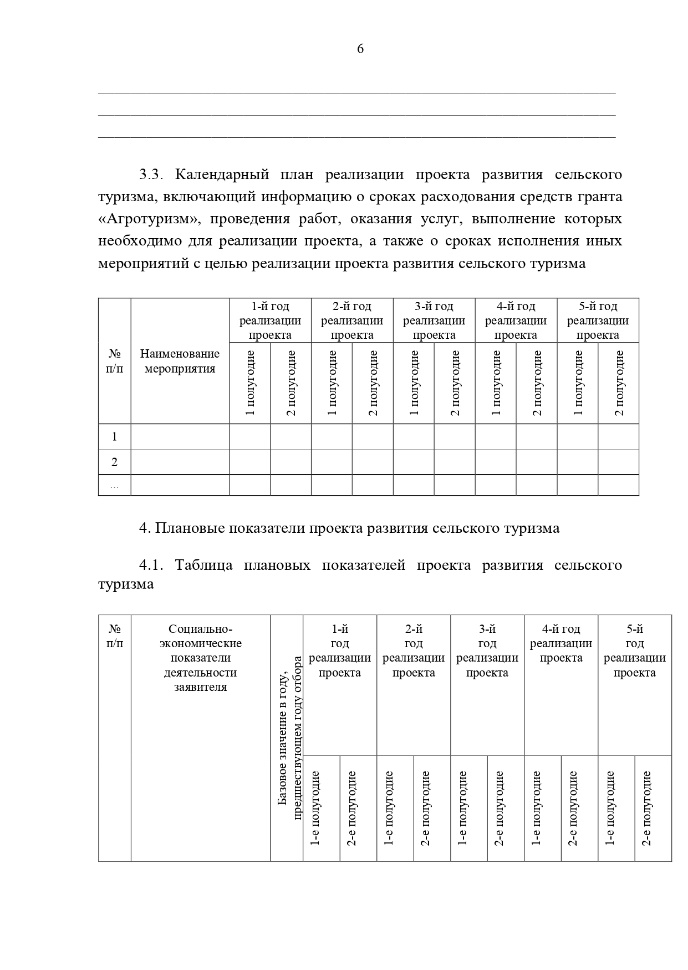 6
3.3. Календарный план реализации проекта развития сельского
туризма, включающий информацию о сроках расходования средств гранта
«Агротуризм», проведения работ, оказания услуг, выполнение которых
необходимо для реализации проекта, а также о сроках исполнения иных
мероприятий с целью реализации проекта развития сельского туризма
№
п/п
Наименование
мероприятия
1-й год
реализации
проекта
2-й год
реализации
проекта
3-й год
реализации
проекта
4-й год
реализации
проекта
5-й год
реализации
проекта
1 полугодие
2 полугодие
1 полугодие
2 полугодие
1 полугодие
2 полугодие
1 полугодие
2 полугодие
1 полугодие
2 полугодие
1
2
...
4. Плановые показатели проекта развития сельского туризма
4.1. Таблица плановых показателей проекта развития сельского
туризма
№
п/п
Социально-
экономические
показатели
деятельности
заявителя
Базовое значение в году,
предшествующем году отбора
1-й
год
реализации
проекта
2-й
год
реализации
проекта
3-й
год
реализации
проекта
4-й год
реализации
проекта
5-й
год
реализации
проекта
1-е полугодие
2-е полугодие
1-е полугодие
2-е полугодие
1-е полугодие
2-е полугодие
1-е полугодие
2-е полугодие
1-е полугодие
2-е полугодие